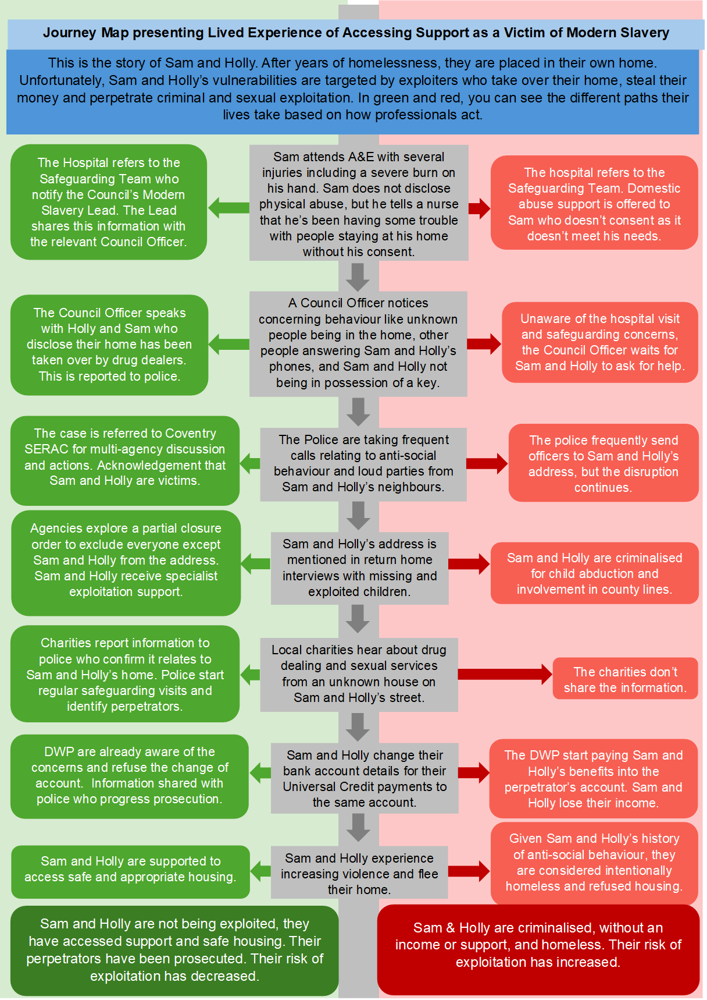 Journey Map presenting Lived Experience of Accessing Support as a Victim of Modern Slavery
This is the story of Sam and Holly. After years of homelessness, they are placed in their own home.
Unfortunately, Sam and Holly’s vulnerabilities are targeted by exploiters who take over their home, steal their
money and perpetrate criminal and sexual exploitation. In green and red, you can see the different paths their
lives take based on how professionals act.
The Hospital refers to the
Safeguarding Team who
notify the Council’s Modern
Slavery Lead. The Lead
shares this information with
the relevant Council Officer.
Sam attends A&E with several
injuries including a severe burn on
his hand. Sam does not disclose
physical abuse, but he tells a nurse
that he’s been having some trouble
with people staying at his home
without his consent.
The hospital refers to the
Safeguarding Team. Domestic
abuse support is offered to
Sam who doesn’t consent as it
doesn’t meet his needs.
The Council Officer speaks
with Holly and Sam who
disclose their home has been
taken over by drug dealers.
This is reported to police.
A Council Officer notices
concerning behaviour like unknown
people being in the home, other
people answering Sam and Holly’s
phones, and Sam and Holly not
being in possession of a key.
Unaware of the hospital visit
and safeguarding concerns,
the Council Officer waits for
Sam and Holly to ask for help.
The case is referred to Coventry
SERAC for multi-agency discussion
and actions. Acknowledgement that
Sam and Holly are victims.
The Police are taking frequent
calls relating to anti-social
behaviour and loud parties from
Sam and Holly’s neighbours.
The police frequently send
officers to Sam and Holly’s
address, but the disruption
continues.
Agencies explore a partial closure
order to exclude everyone except
Sam and Holly from the address.
Sam and Holly receive specialist
exploitation support.
Sam and Holly’s address is
mentioned in return home
interviews with missing and
exploited children.
Sam and Holly are criminalised
for child abduction and
involvement in county lines.
Charities report information to
police who confirm it relates to
Sam and Holly’s home. Police start
regular safeguarding visits and
identify perpetrators.
Local charities hear about drug
dealing and sexual services
from an unknown house on
Sam and Holly’s street.
The charities don’t
share the information.
DWP are already aware of the
concerns and refuse the change of
account.  Information shared with
police who progress prosecution.
Sam and Holly change their
bank account details for their
Universal Credit payments to
the same account.
The DWP start paying Sam and
Holly’s benefits into the
perpetrator’s account. Sam and
Holly lose their income.
Sam and Holly are supported to
access safe and appropriate housing.
Sam and Holly experience
increasing violence and flee
their home.
Given Sam and Holly’s history
of anti-social behaviour, they
are considered intentionally
homeless and refused housing.
Sam and Holly are not being exploited, they
have accessed support and safe housing. Their
perpetrators have been prosecuted. Their risk of
exploitation has decreased.
Sam & Holly are criminalised, without an
income or support, and homeless. Their risk of
exploitation has increased.